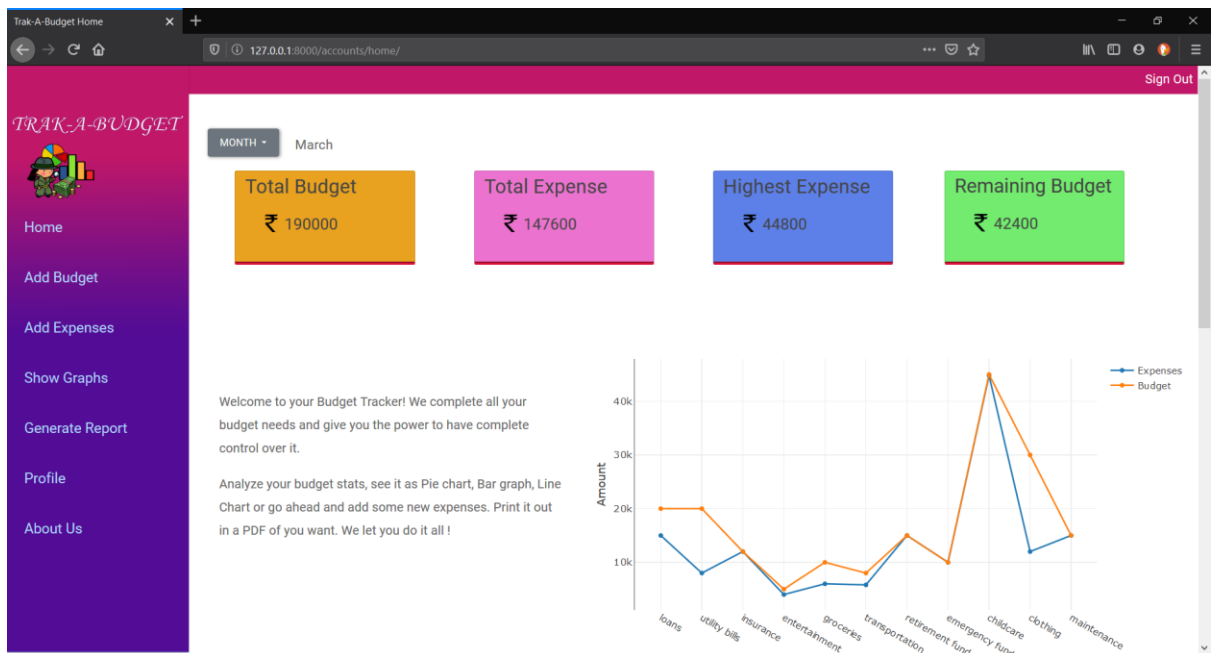 Trak-A-Budget Home
127.0.0.1:8000/accounts/home/
Sign Out
TRAK-A-BUDGET
Home
Add Budget
Add Expenses
Show Graphs
Generate Report
Profile
About Us
MONTH
March
Total Budget
₹ 190000
Total Expense
₹ 147600
Highest Expense
₹ 44800
Remaining Budget
₹ 42400
Welcome to your Budget Tracker! We complete all your
budget needs and give you the power to have complete
control over it.
Analyze your budget stats, see it as Pie chart, Bar graph, Line
Chart or go ahead and add some new expenses. Print it out
in a PDF of you want. We let you do it all !
Expenses
Budget
Amount
40k
30k
20k
10k
loans
utility bills
insurance
entertainment
groceries
transportation
retirement fund
emergency fund
childcare
clothing
maintenance